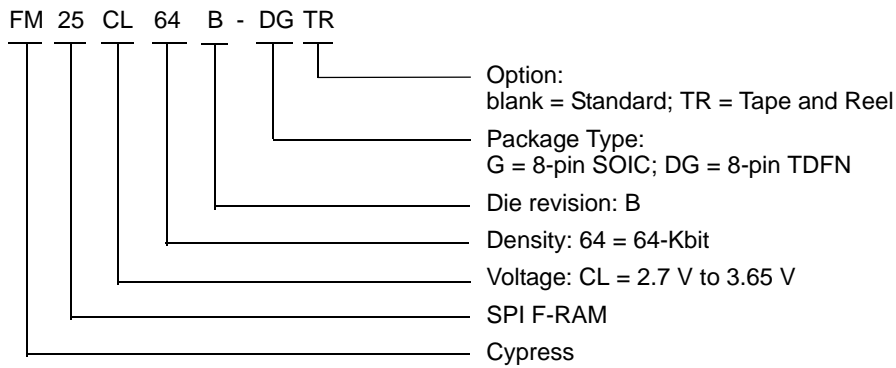 FM 25 CL 64 B - DG TR
Option:
blank = Standard; TR = Tape and Reel
Package Type:
G = 8-pin SOIC; DG = 8-pin TDFN
Die revision: B
Density: 64 = 64-Kbit
Voltage: CL = 2.7 V to 3.65 V
SPI F-RAM
Cypress